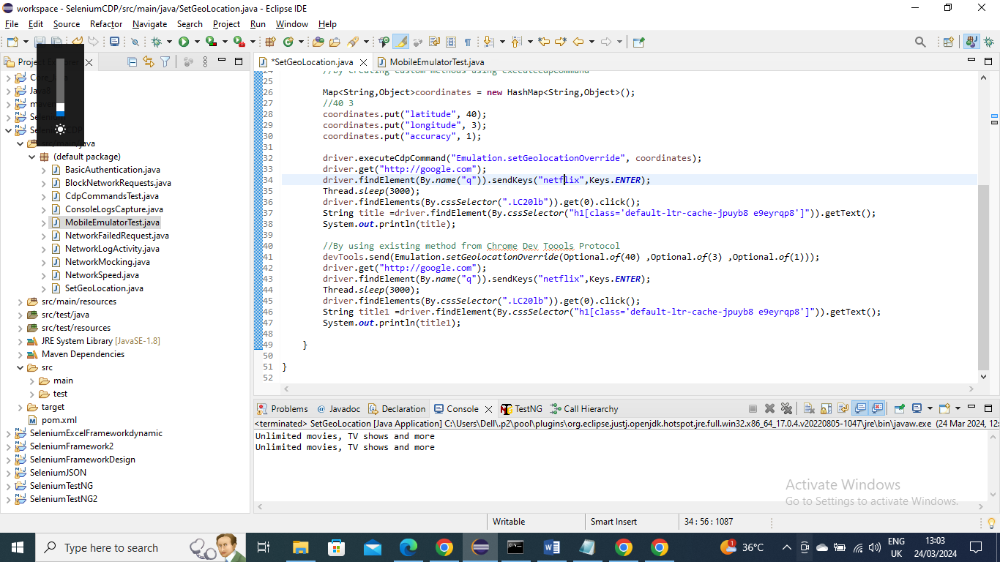 workspace - SeleniumCDP/src/main/java/SetGeoLocation.java - Eclipse IDE
File Edit Source Refactor Navigate Search Project Run Window Help
Project Explorer
*SetGeoLocation.java
MobileEmulatorTest.java
src/main/java
(default package)
BasicAuthentication.java
BlockNetworkRequests.java
CdpCommandsTest.java
ConsoleLogsCapture.java
MobileEmulatorTest.java
NetworkFailedRequest.java
NetworkLogActivity.java
NetworkMocking.java
NetworkSpeed.java
SetGeoLocation.java
src/main/resources
src/test/java
src/test/resources
JRE System Library [JavaSE-1.8]
Maven Dependencies
src
main
test
target
pom.xml
SeleniumExcelFrameworkdynamic
SeleniumFramework2
SeleniumFrameworkDesign
SeleniumJSON
SeleniumTestNG
SeleniumTestNG2
24 //By creating custom methods using executeCdpCommand
25
26 Map<String,Object>coordinates = new HashMap<String,Object>();
27 //40 3
28 coordinates.put("latitude", 40);
29 coordinates.put("longitude", 3);
30 coordinates.put("accuracy", 1);
31
32 driver.executeCdpCommand("Emulation.setGeolocationOverride", coordinates);
33 driver.get("http://google.com");
34 driver.findElement(By.name("q")).sendKeys("netflix",Keys.ENTER);
35 Thread.sleep(3000);
36 driver.findElements(By.cssSelector(".LC20lb")).get(0).click();
37 String title =driver.findElement(By.cssSelector("h1[class='default-ltr-cache-jpuyb8 e9eyrqp8']")).getText();
38 System.out.println(title);
39
40 //By using existing method from Chrome Dev Toools Protocol
41 devTools.send(Emulation.setGeolocationOverride(Optional.of(40) ,Optional.of(3) ,Optional.of(1)));
42 driver.get("http://google.com");
43 driver.findElement(By.name("q")).sendKeys("netflix",Keys.ENTER);
44 Thread.sleep(3000);
45 driver.findElements(By.cssSelector(".LC20lb")).get(0).click();
46 String title1 =driver.findElement(By.cssSelector("h1[class='default-ltr-cache-jpuyb8 e9eyrqp8']")).getText();
47 System.out.println(title1);
48
49 }
50
51 }
52
Problems @ Javadoc Declaration Console TestNG Call Hierarchy
<terminated> SetGeoLocation [Java Application] C:\Users\Dell\.p2\pool\plugins\org.eclipse.justj.openjdk.hotspot.jre.full.win32.x86_64_17.0.4.v20220805-1047\jre\bin\javaw.exe (24 Mar 2024, 12:
Unlimited movies, TV shows and more
Unlimited movies, TV shows and more
Activate Windows
Go to Settings to activate Windows.
Writable Smart Insert 34 : 56 : 1087
Type here to search
36°C
ENG
UK
13:03
24/03/2024